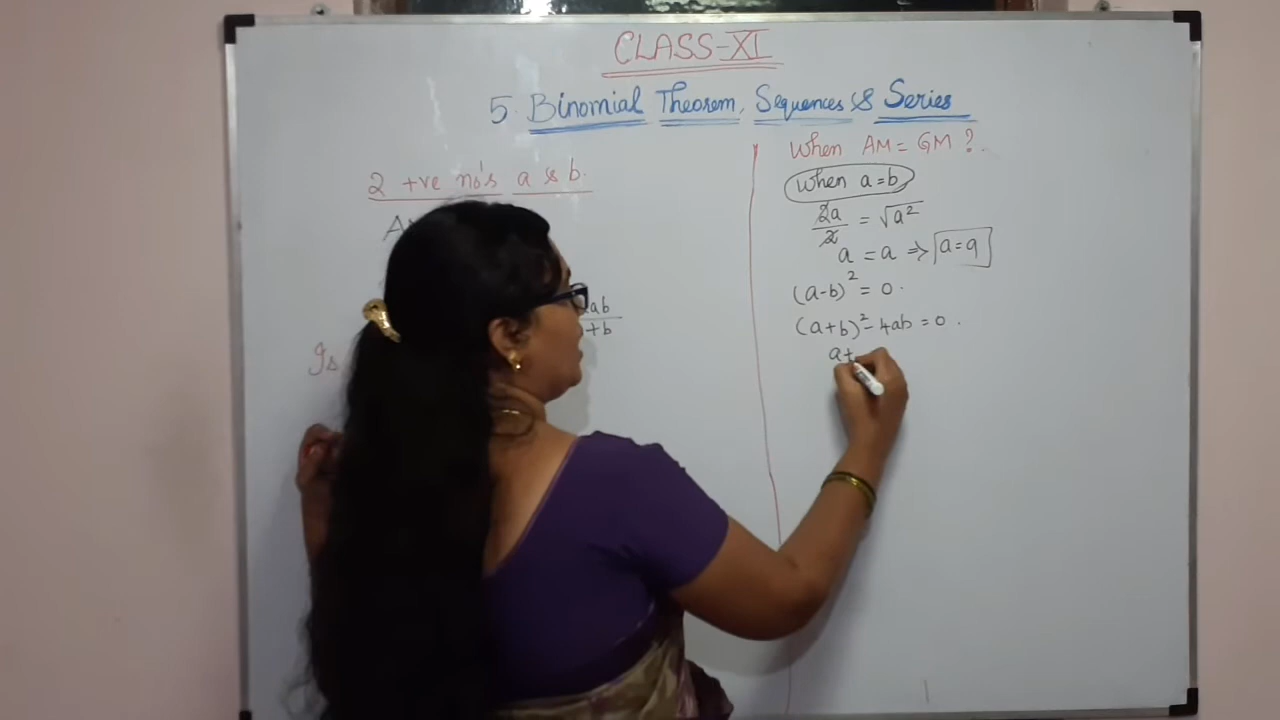 CLASS-XI
5. Binomial Theorem, Sequences & Series
2 +ve no's a & b.
ab
+b
When AM = GM ?.
When a=b
2a/2 = √a²
a = a ⇒ a=a
(a-b)² = 0.
(a+b)² - 4ab = 0.
a+